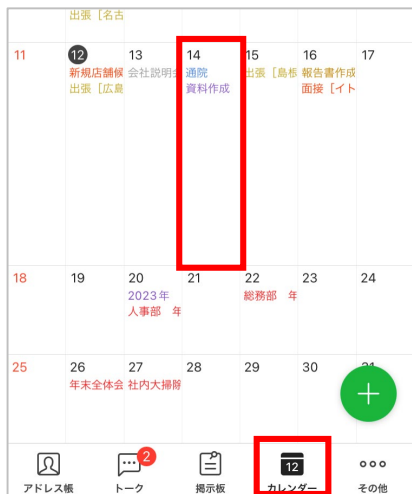 出張［名古
11 12 13 14 15 16 17
新規店舗候 会社説明会 通院 出張［島根 報告書作成
出張［広島 資料作成 面接［イト
18 19 20 21 22 23 24
2023年 総務部 年
人事部 年
25 26 27 28 29 30
年末全体会 社内大掃除
2
12
アドレス帳 トーク 掲示板 カレンダー その他